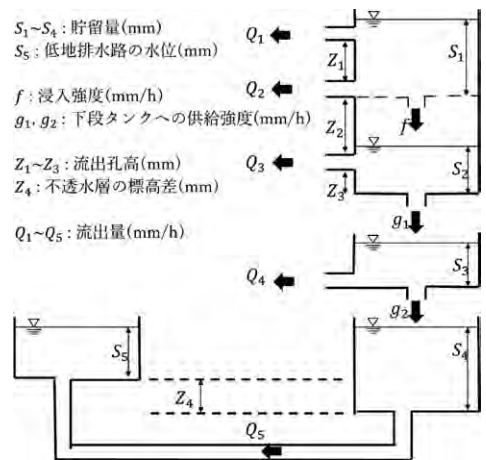 S₁~S₄ : 貯留量(mm)
S₅ : 低地排水路の水位(mm)
f : 浸入強度(mm/h)
g₁, g₂ : 下段タンクへの供給強度(mm/h)
Z₁~Z₃ : 流出孔高(mm)
Z₄ : 不透水層の標高差(mm)
Q₁~Q₅ : 流出量(mm/h)
Q₁
Z₁
S₁
Q₂
Z₂
f
Q₃
Z₃
S₂
g₁
Q₄
S₃
g₂
S₅
S₄
Z₄
Q₅